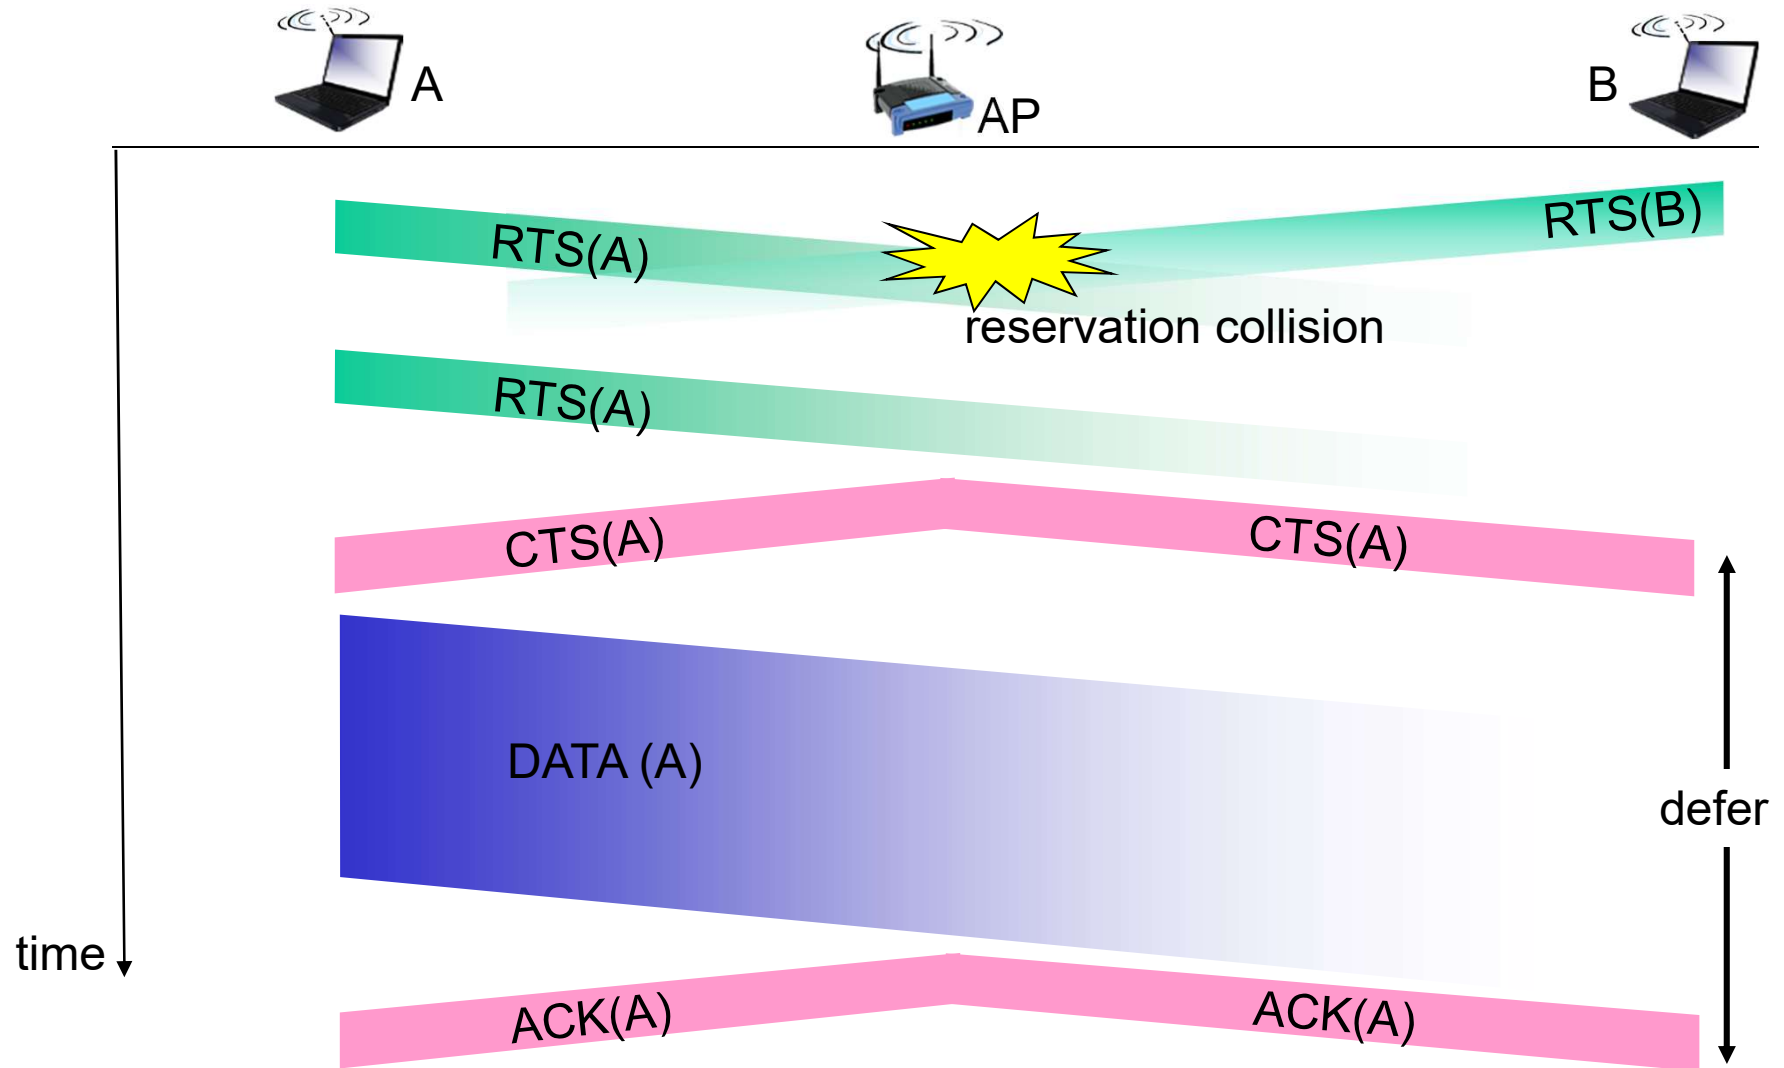 A
AP
B
RTS(A)
RTS(B)
reservation collision
RTS(A)
CTS(A)
CTS(A)
DATA (A)
defer
time
ACK(A)
ACK(A)